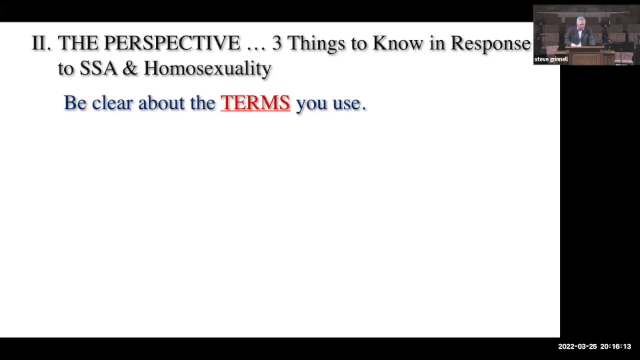 II. THE PERSPECTIVE … 3 Things to Know in Response
to SSA & Homosexuality
Be clear about the TERMS you use.
steve grinnell
2022-03-25 20:16:13